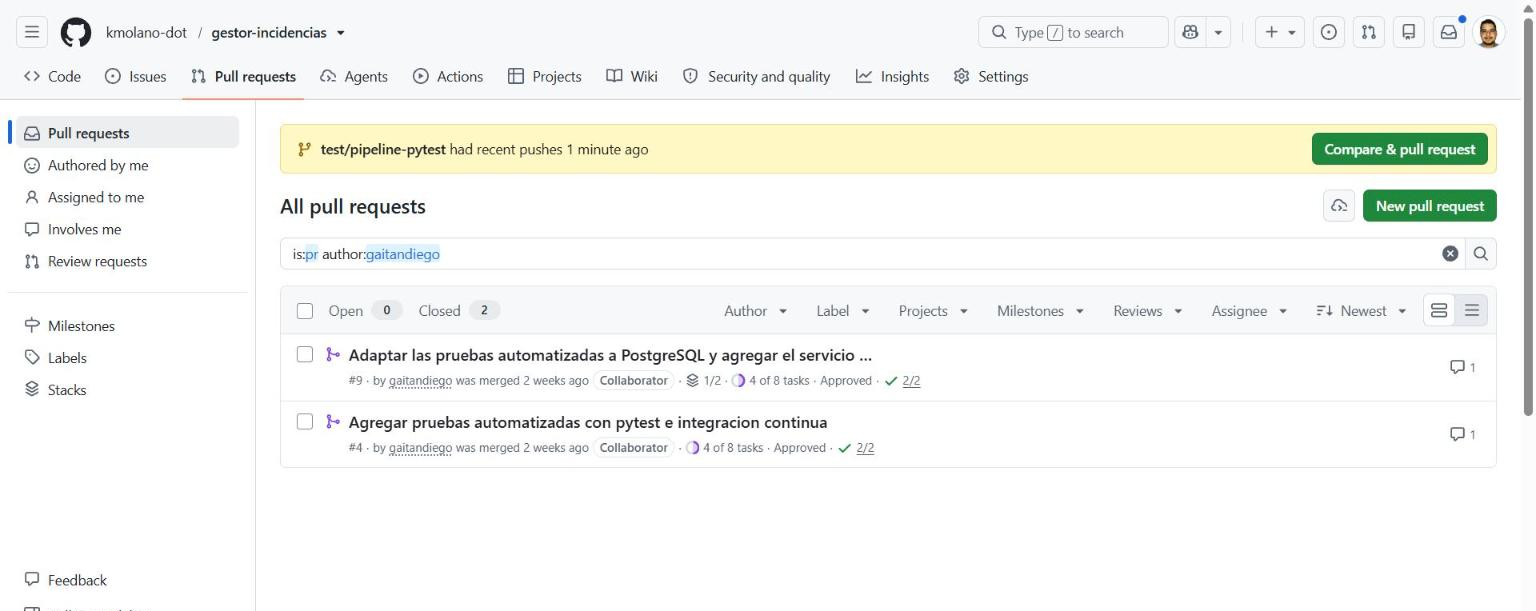 kmolano-dot / gestor-incidencias
Type / to search
Code Issues Pull requests Agents Actions Projects Wiki Security and quality Insights Settings
Pull requests
Authored by me
Assigned to me
Involves me
Review requests
Milestones
Labels
Stacks
Feedback
test/pipeline-pytest had recent pushes 1 minute ago
Compare & pull request
All pull requests
New pull request
is:pr author:gaitandiego
Open 0 Closed 2 Author Label Projects Milestones Reviews Assignee Newest
Adaptar las pruebas automatizadas a PostgreSQL y agregar el servicio ...
#9 · by gaitandiego was merged 2 weeks ago Collaborator · 1/2 · 4 of 8 tasks · Approved · 2/2
1
Agregar pruebas automatizadas con pytest e integracion continua
#4 · by gaitandiego was merged 2 weeks ago Collaborator · 4 of 8 tasks · Approved · 2/2
1